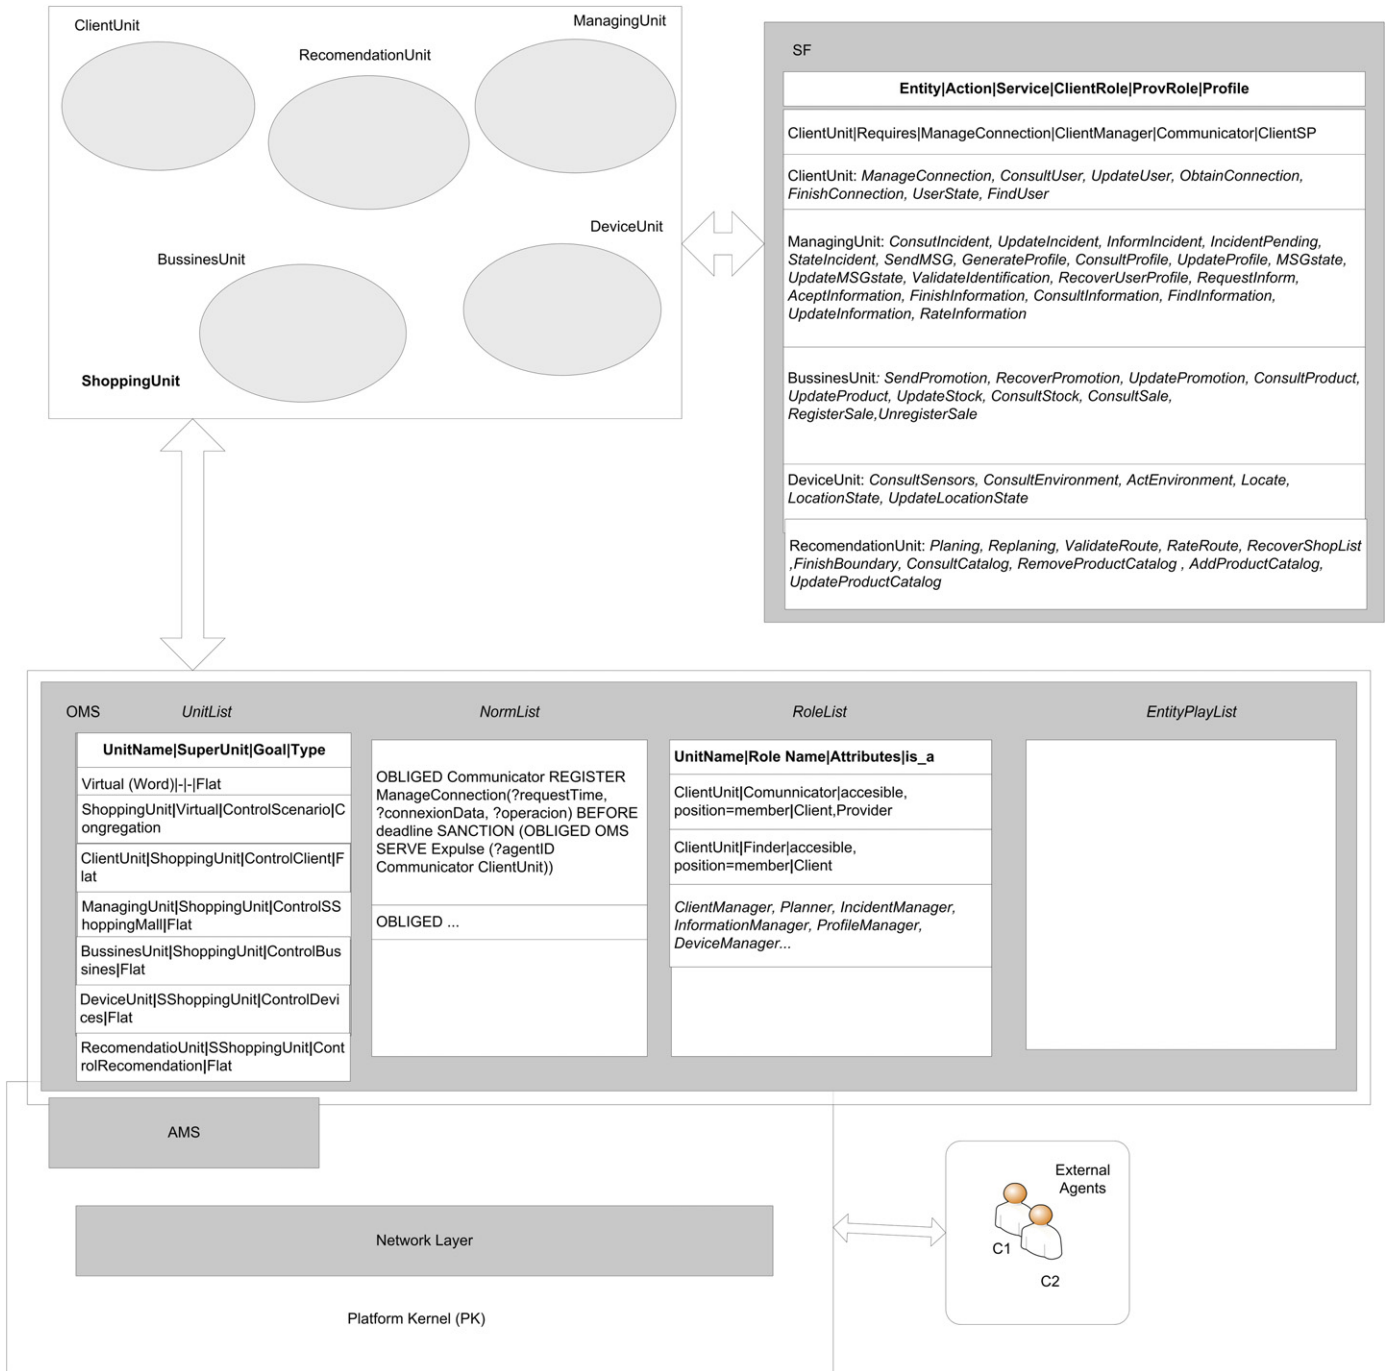 ClientUnit
ManagingUnit
RecomendationUnit
DeviceUnit
BussinesUnit
ShoppingUnit
SF
Entity|Action|Service|ClientRole|ProvRole|Profile
ClientUnit|Requires|ManageConnection|ClientManager|Communicator|ClientSP
ClientUnit: ManageConnection, ConsultUser, UpdateUser, ObtainConnection,
FinishConnection, UserState, FindUser
ManagingUnit: ConsutIncident, UpdateIncident, InformIncident, IncidentPending,
StateIncident, SendMSG, GenerateProfile, ConsultProfile, UpdateProfile, MSGstate,
UpdateMSGstate, ValidateIdentification, RecoverUserProfile, RequestInform,
AceptInformation, FinishInformation, ConsultInformation, FindInformation,
UpdateInformation, RateInformation
BussinesUnit: SendPromotion, RecoverPromotion, UpdatePromotion, ConsultProduct,
UpdateProduct, UpdateStock, ConsultStock, ConsultSale,
RegisterSale,UnregisterSale
DeviceUnit: ConsultSensors, ConsultEnvironment, ActEnvironment, Locate,
LocationState, UpdateLocationState
RecomendationUnit: Planing, Replaning, ValidateRoute, RateRoute, RecoverShopList
,FinishBoundary, ConsultCatalog, RemoveProductCatalog , AddProductCatalog,
UpdateProductCatalog
OMS
UnitList
UnitName|SuperUnit|Goal|Type
Virtual (Word)|-|-|Flat
ShoppingUnit|Virtual|ControlScenario|C
ongregation
ClientUnit|ShoppingUnit|ControlClient|F
lat
ManagingUnit|ShoppingUnit|ControlSS
hoppingMall|Flat
BussinesUnit|ShoppingUnit|ControlBus
sines|Flat
DeviceUnit|SShoppingUnit|ControlDevi
ces|Flat
RecomendatioUnit|SShoppingUnit|Cont
rolRecomendation|Flat
NormList
OBLIGED Communicator REGISTER
ManageConnection(?requestTime,
?connexionData, ?operacion) BEFORE
deadline SANCTION (OBLIGED OMS
SERVE Expulse (?agentID
Communicator ClientUnit))
OBLIGED ...
RoleList
UnitName|Role Name|Attributes|is_a
ClientUnit|Comunnicator|accesible,
position=member|Client,Provider
ClientUnit|Finder|accesible,
position=member|Client
ClientManager, Planner, IncidentManager,
InformationManager, ProfileManager,
DeviceManager...
EntityPlayList
AMS
Network Layer
Platform Kernel (PK)
External
Agents
C1
C2